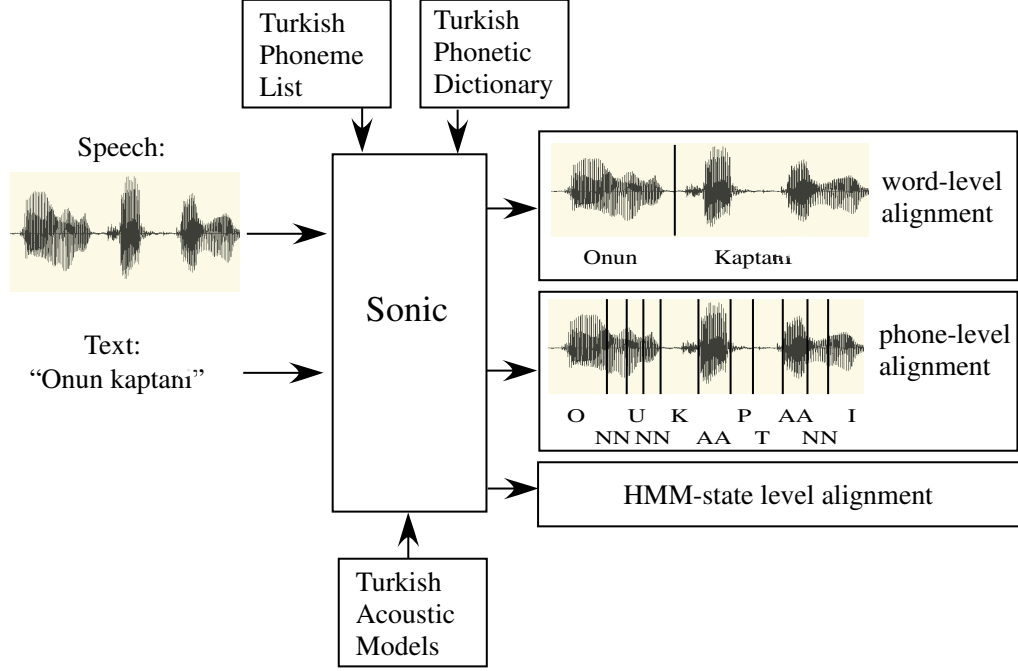 Turkish
Phoneme
List
Turkish
Phonetic
Dictionary
Speech:
word-level
alignment
Onun Kaptanı
Sonic
Text:
“Onun kaptanı”
phone-level
alignment
O U K P AA I
NN NN AA T NN
HMM-state level alignment
Turkish
Acoustic
Models